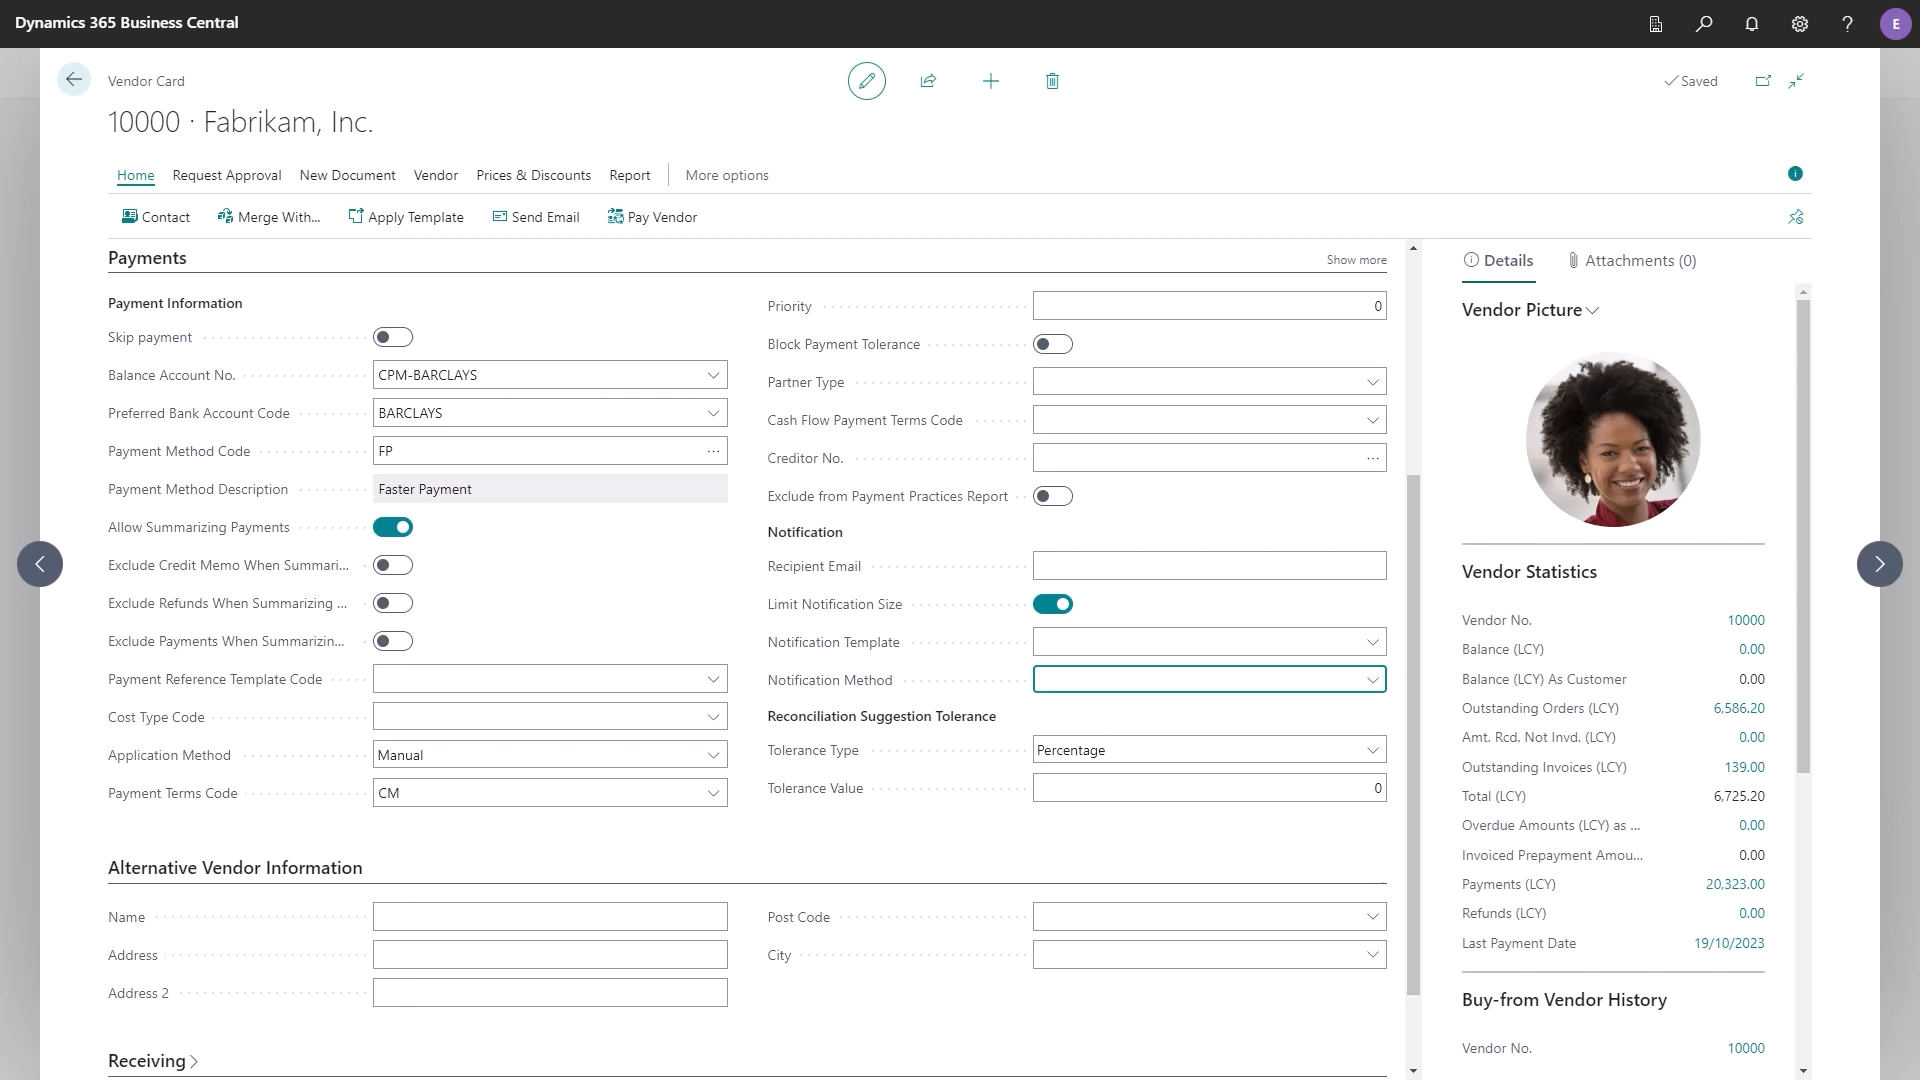 Dynamics 365 Business Central
E
Vendor Card
Saved
10000 · Fabrikam, Inc.
Home Request Approval New Document Vendor Prices & Discounts Report More options
Contact Merge With... Apply Template Send Email Pay Vendor
Payments
Show more
Payment Information
Skip payment
Balance Account No. CPM-BARCLAYS
Preferred Bank Account Code BARCLAYS
Payment Method Code FP
Payment Method Description Faster Payment
Allow Summarizing Payments
Exclude Credit Memo When Summari...
Exclude Refunds When Summarizing ...
Exclude Payments When Summarizin...
Payment Reference Template Code
Cost Type Code
Application Method Manual
Payment Terms Code CM
Priority 0
Block Payment Tolerance
Partner Type
Cash Flow Payment Terms Code
Creditor No.
Exclude from Payment Practices Report
Notification
Recipient Email
Limit Notification Size
Notification Template
Notification Method
Reconciliation Suggestion Tolerance
Tolerance Type Percentage
Tolerance Value 0
Alternative Vendor Information
Name
Address
Address 2
Post Code
City
Receiving
Details Attachments (0)
Vendor Picture
Vendor Statistics
Vendor No. 10000
Balance (LCY) 0.00
Balance (LCY) As Customer 0.00
Outstanding Orders (LCY) 6,586.20
Amt. Rcd. Not Invd. (LCY) 0.00
Outstanding Invoices (LCY) 139.00
Total (LCY) 6,725.20
Overdue Amounts (LCY) as ... 0.00
Invoiced Prepayment Amou... 0.00
Payments (LCY) 20,323.00
Refunds (LCY) 0.00
Last Payment Date 19/10/2023
Buy-from Vendor History
Vendor No. 10000